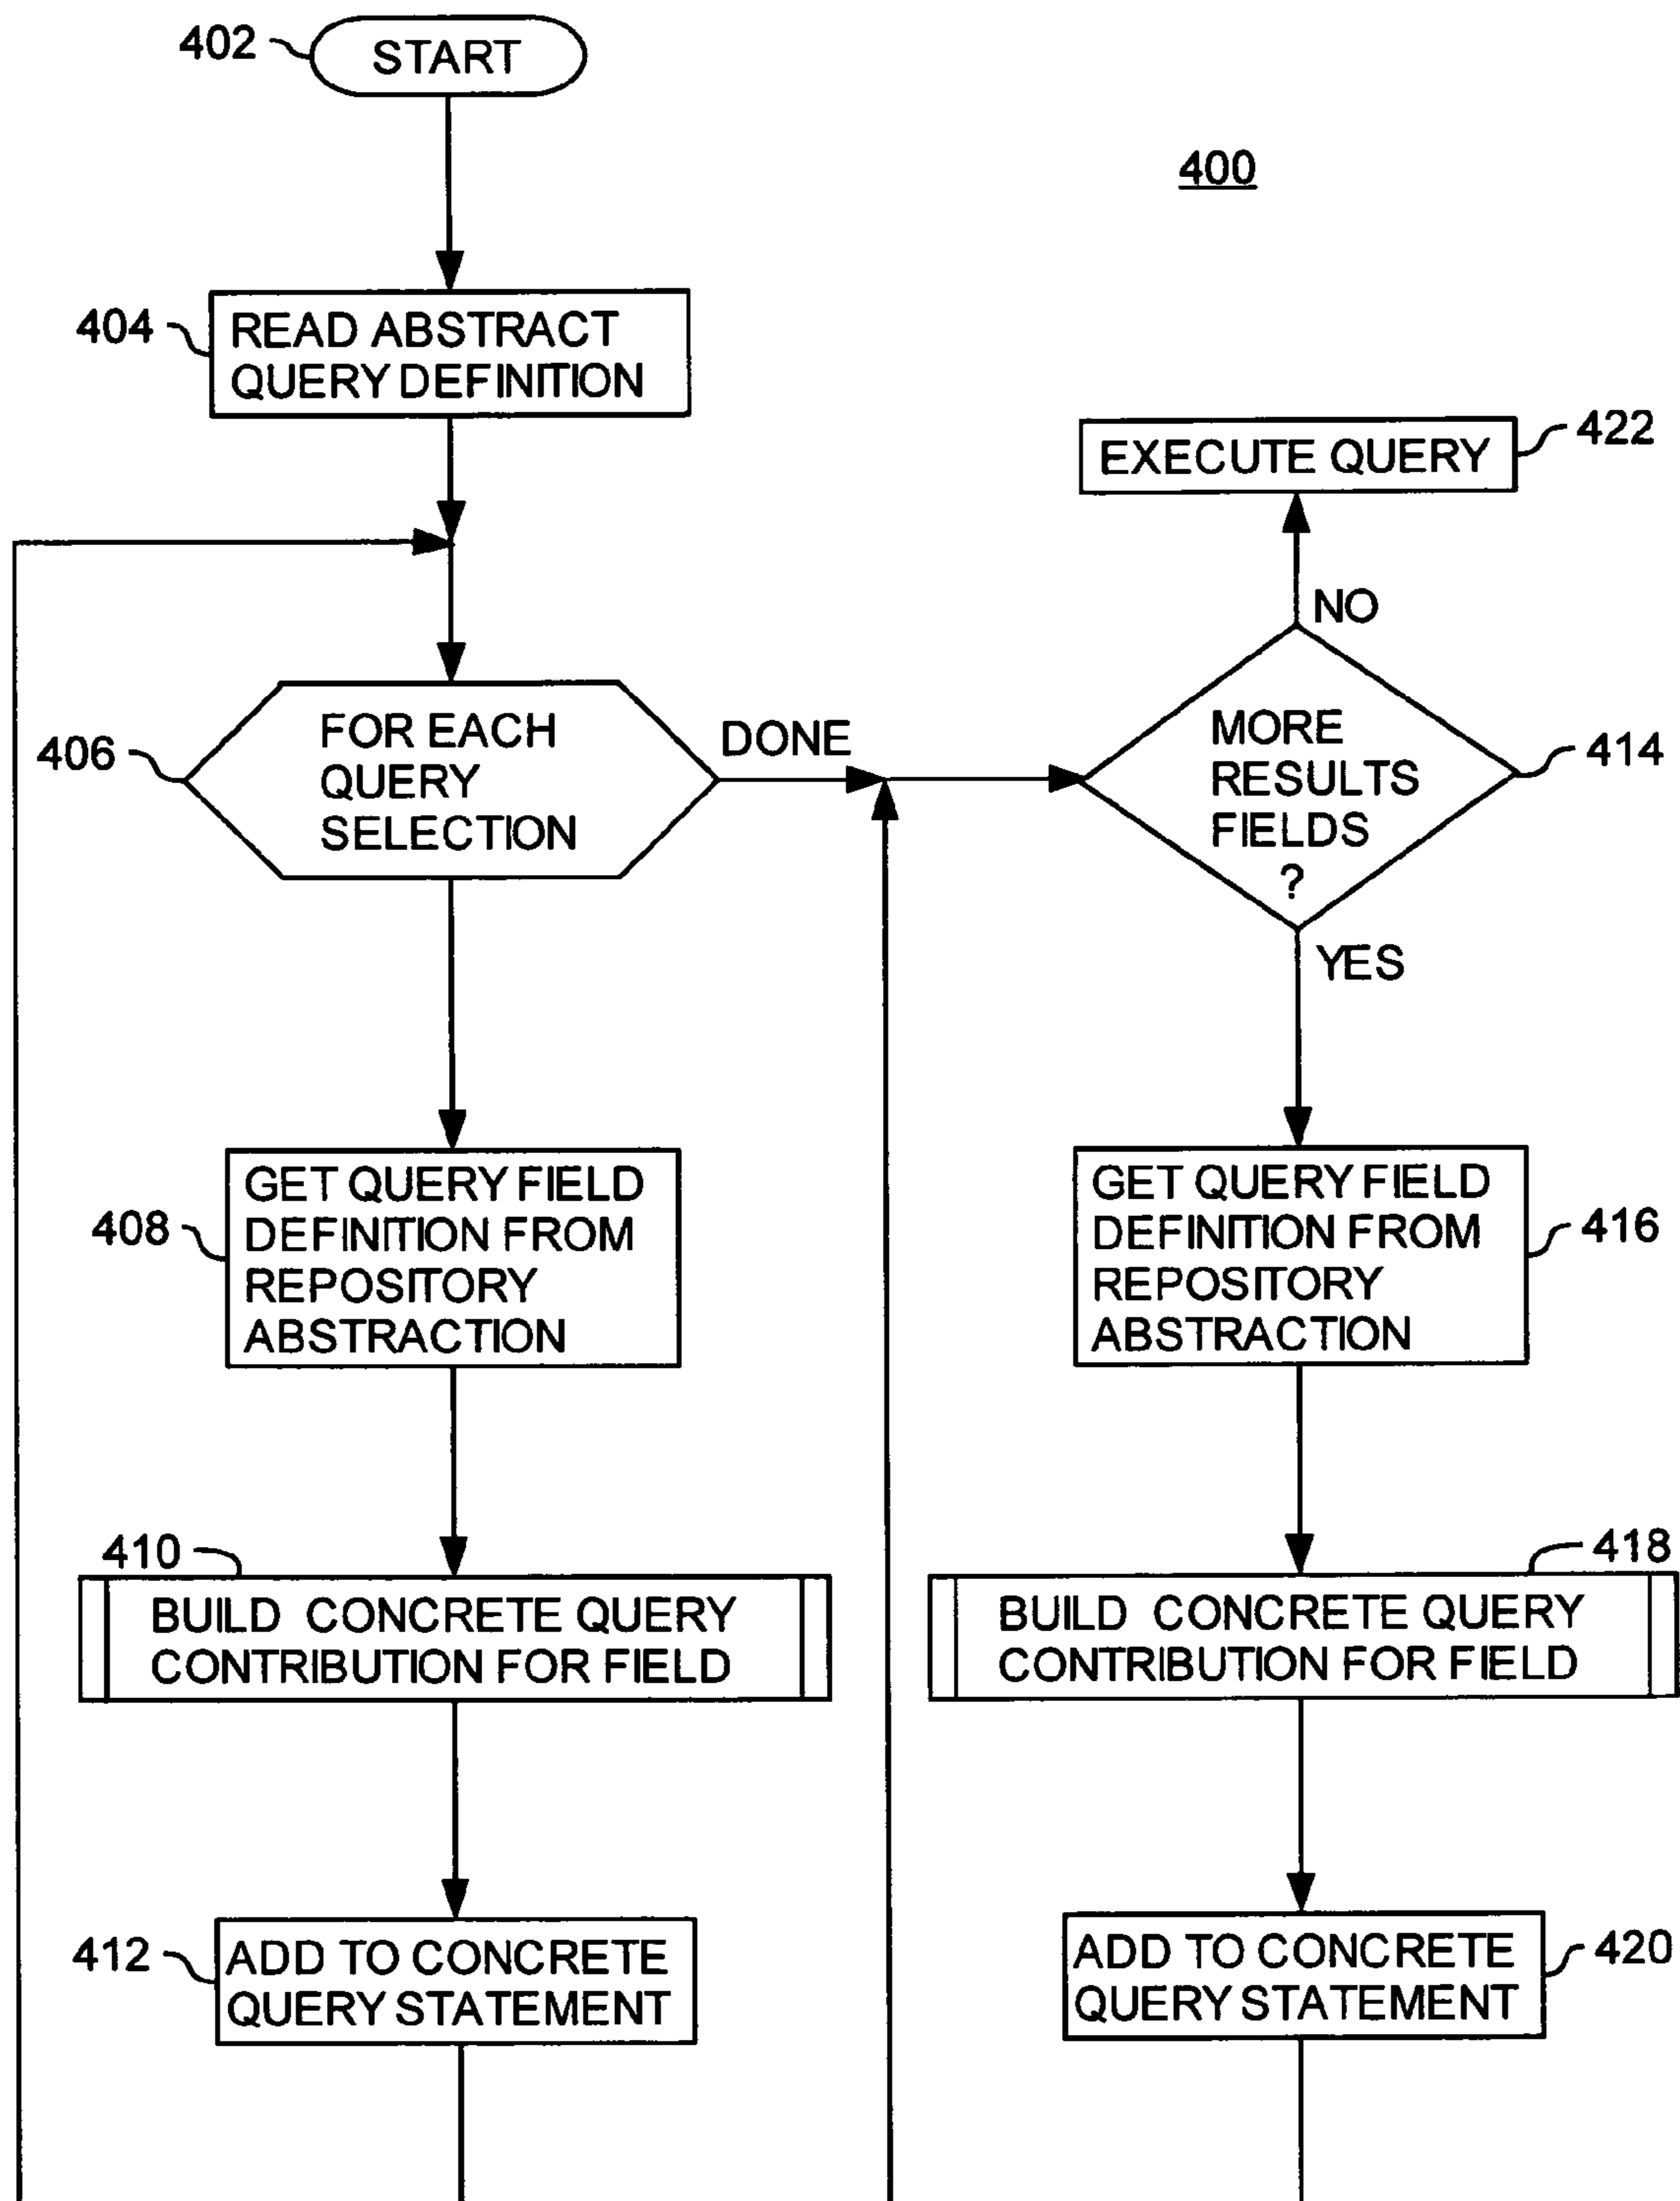 402
START
400
404
READ ABSTRACT
QUERY DEFINITION
422
EXECUTE QUERY
NO
406
FOR EACH
QUERY
SELECTION
DONE
MORE
RESULTS
FIELDS
?
414
YES
408
GET QUERY FIELD
DEFINITION FROM
REPOSITORY
ABSTRACTION
GET QUERY FIELD
DEFINITION FROM
REPOSITORY
ABSTRACTION
416
410
BUILD CONCRETE QUERY
CONTRIBUTION FOR FIELD
418
BUILD CONCRETE QUERY
CONTRIBUTION FOR FIELD
412
ADD TO CONCRETE
QUERY STATEMENT
ADD TO CONCRETE
QUERY STATEMENT
420